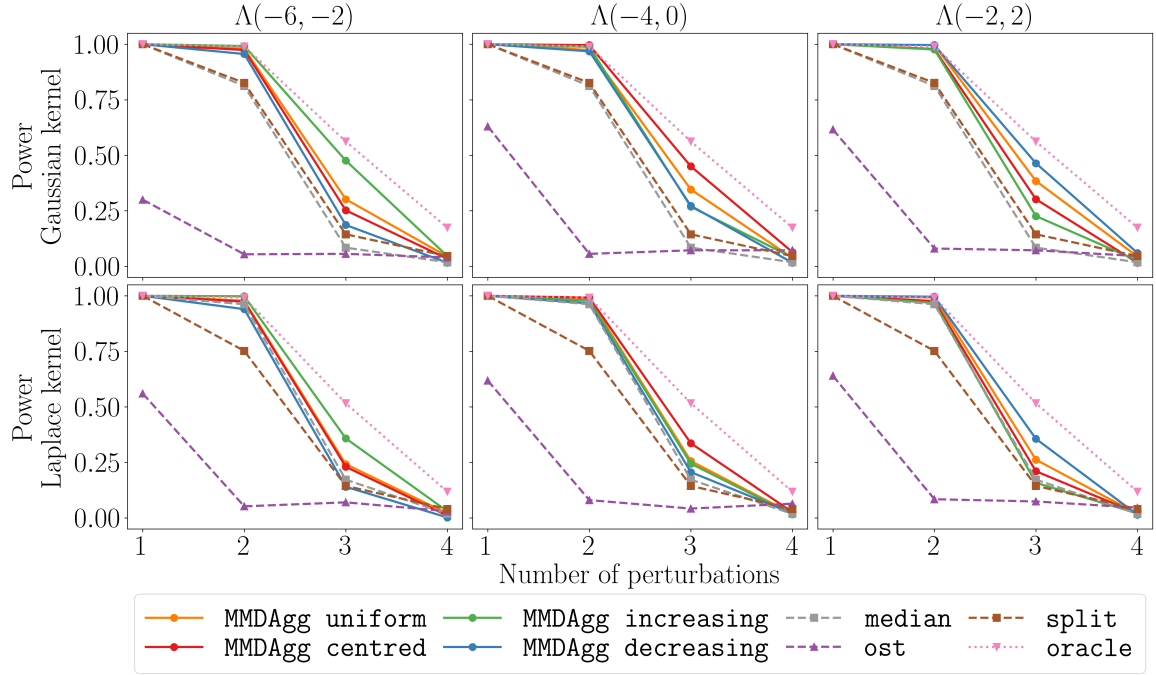 Λ(−6, −2) Λ(−4, 0) Λ(−2, 2)
Power
Gaussian kernel
1.00
0.75
0.50
0.25
0.00
Power
Laplace kernel
1.00
0.75
0.50
0.25
0.00
1 2 3 4 1 2 3 4 1 2 3 4
Number of perturbations
MMDAgg uniform MMDAgg increasing median split
MMDAgg centred MMDAgg decreasing ost oracle